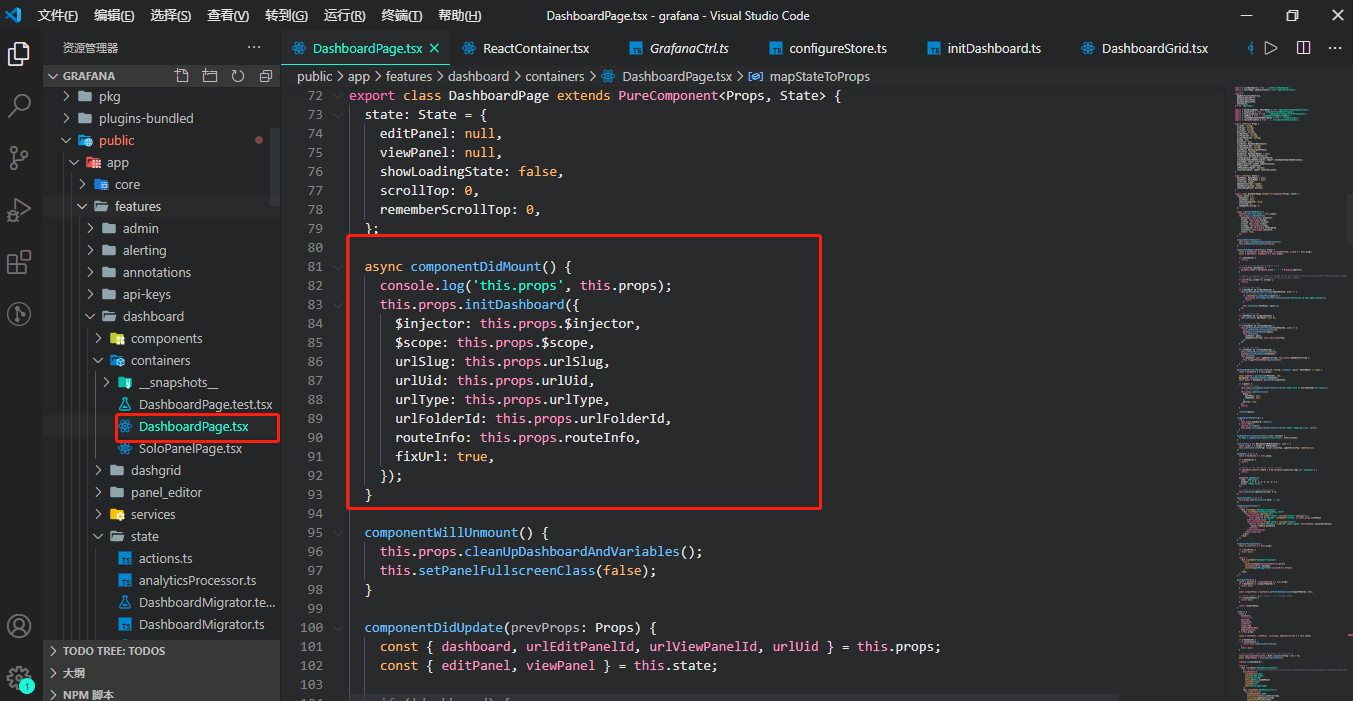 文件(F) 编辑(E) 选择(S) 查看(V) 转到(G) 运行(R) 终端(T) 帮助(H) DashboardPage.tsx - grafana - Visual Studio Code
资源管理器 ··· DashboardPage.tsx ReactContainer.tsx GrafanaCtrl.ts configureStore.ts initDashboard.ts DashboardGrid.tsx ···
GRAFANA
public > app > features > dashboard > containers > DashboardPage.tsx > mapStateToProps
pkg
plugins-bundled
public
app
core
features
admin
alerting
annotations
api-keys
dashboard
components
containers
__snapshots__
DashboardPage.test.tsx
DashboardPage.tsx
SoloPanelPage.tsx
dashgrid
panel_editor
services
state
actions.ts
analyticsProcessor.ts
DashboardMigrator.te...
DashboardMigrator.ts
TODO TREE: TODOS
大纲
NPM 脚本
1
72 export class DashboardPage extends PureComponent<Props, State> {
73 state: State = {
74 editPanel: null,
75 viewPanel: null,
76 showLoadingState: false,
77 scrollTop: 0,
78 rememberScrollTop: 0,
79 };
80
81 async componentDidMount() {
82 console.log('this.props', this.props);
83 this.props.initDashboard({
84 $injector: this.props.$injector,
85 $scope: this.props.$scope,
86 urlSlug: this.props.urlSlug,
87 urlUid: this.props.urlUid,
88 urlType: this.props.urlType,
89 urlFolderId: this.props.urlFolderId,
90 routeInfo: this.props.routeInfo,
91 fixUrl: true,
92 });
93 }
94
95 componentWillUnmount() {
96 this.props.cleanUpDashboardAndVariables();
97 this.setPanelFullscreenClass(false);
98 }
99
100 componentDidUpdate(prevProps: Props) {
101 const { dashboard, urlEditPanelId, urlViewPanelId, urlUid } = this.props;
102 const { editPanel, viewPanel } = this.state;
103